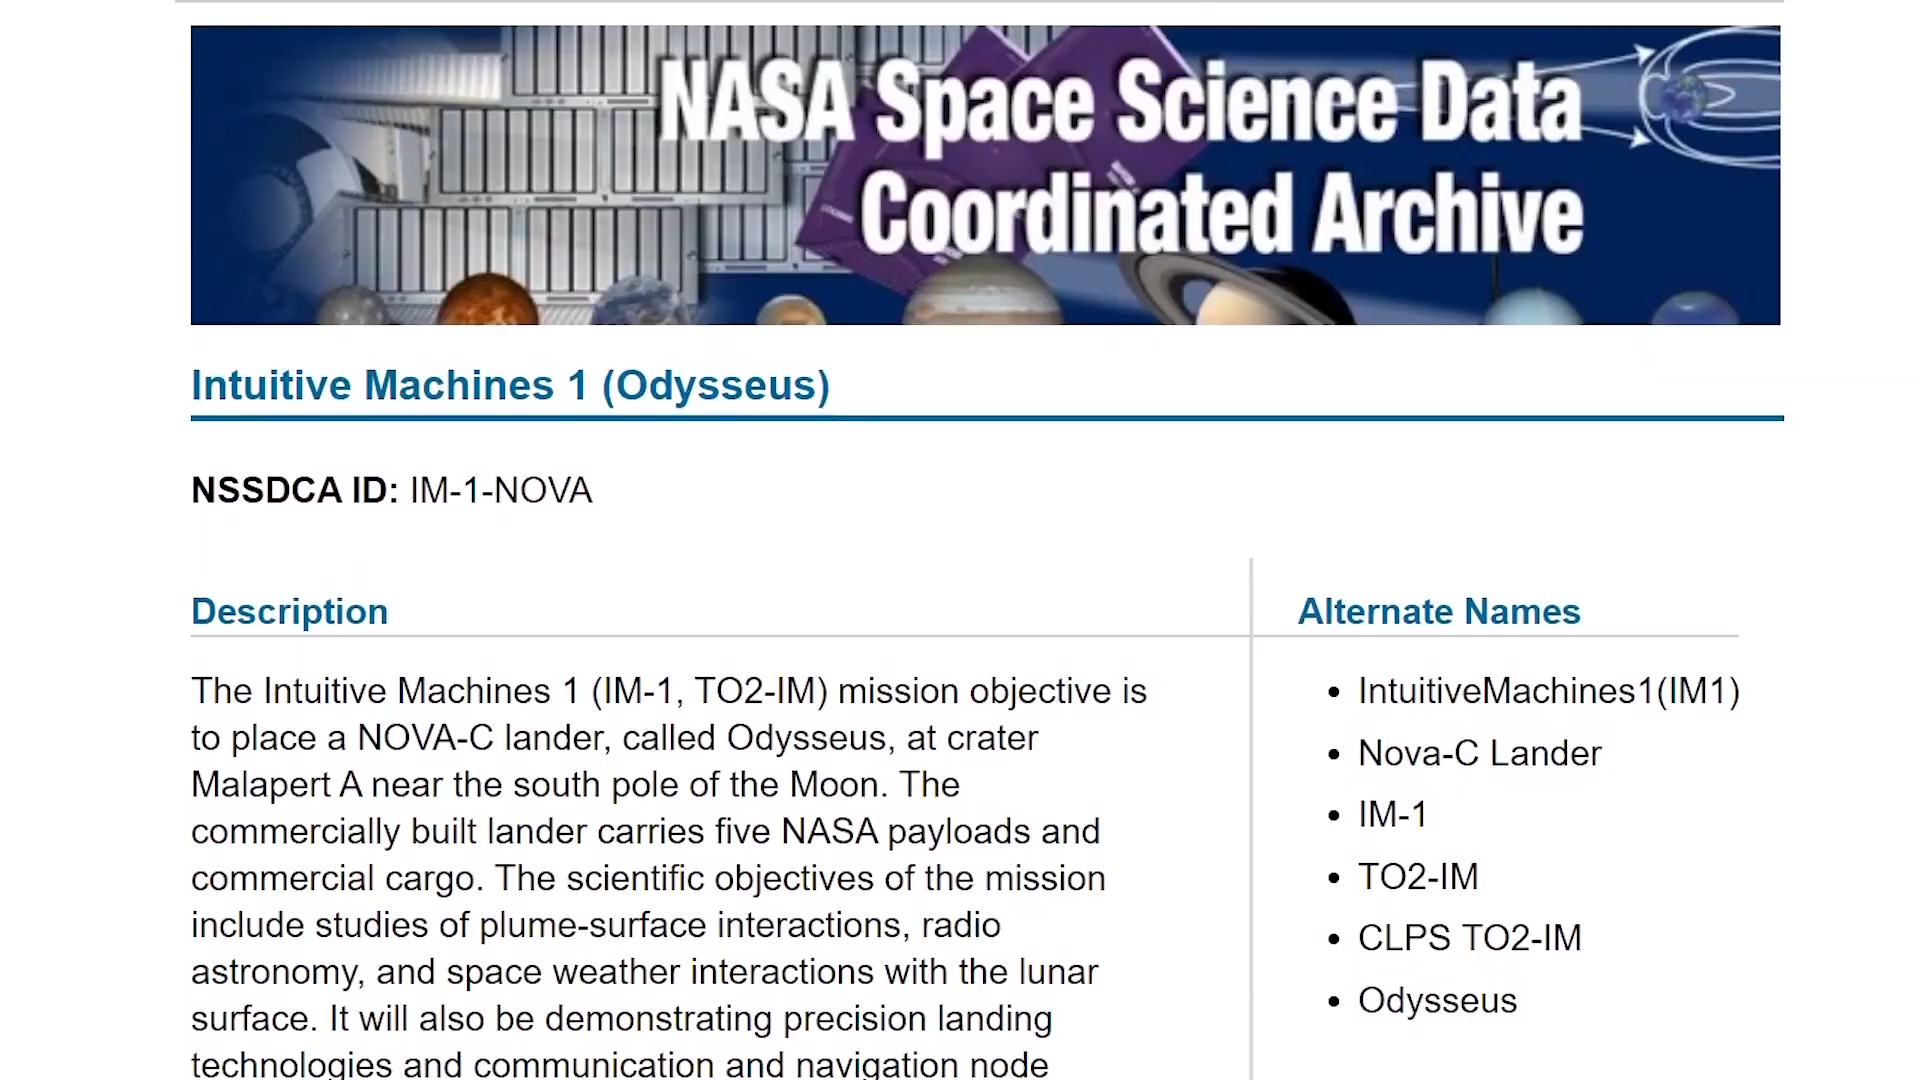 NASA Space Science Data
Coordinated Archive
Intuitive Machines 1 (Odysseus)
NSSDCA ID: IM-1-NOVA
Description
The Intuitive Machines 1 (IM-1, TO2-IM) mission objective is
to place a NOVA-C lander, called Odysseus, at crater
Malapert A near the south pole of the Moon. The
commercially built lander carries five NASA payloads and
commercial cargo. The scientific objectives of the mission
include studies of plume-surface interactions, radio
astronomy, and space weather interactions with the lunar
surface. It will also be demonstrating precision landing
technologies and communication and navigation node
Alternate Names
IntuitiveMachines1(IM1)
Nova-C Lander
IM-1
TO2-IM
CLPS TO2-IM
Odysseus